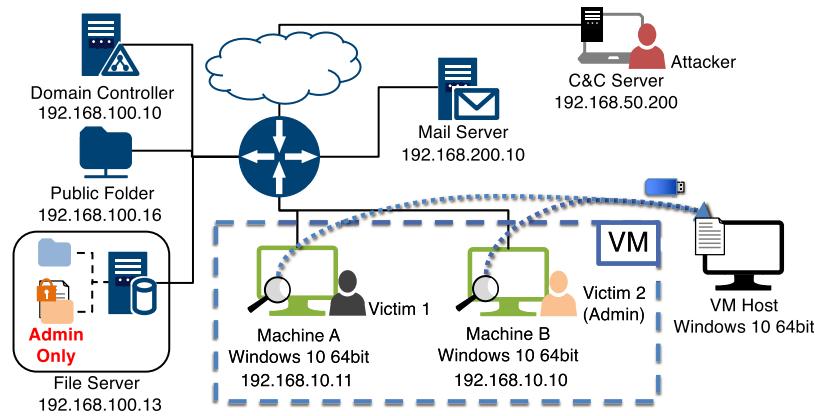 Domain Controller
192.168.100.10
Public Folder
192.168.100.16
Admin
Only
File Server
192.168.100.13
Mail Server
192.168.200.10
C&C Server
192.168.50.200
Attacker
VM
Victim 1
Machine A
Windows 10 64bit
192.168.10.11
Victim 2
(Admin)
Machine B
Windows 10 64bit
192.168.10.10
VM Host
Windows 10 64bit